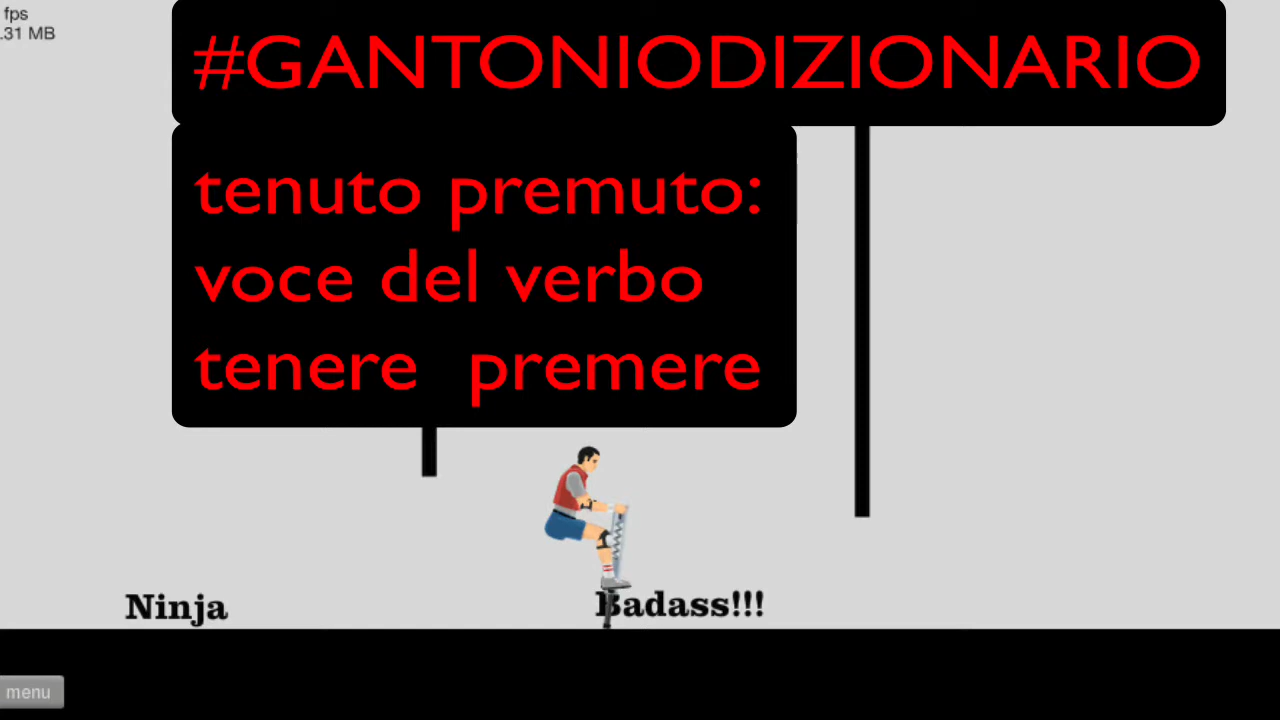 fps
.31 MB
#GANTONIODIZIONARIO
tenuto premuto:
voce del verbo
tenere premere
Ninja
Badass!!!
menu